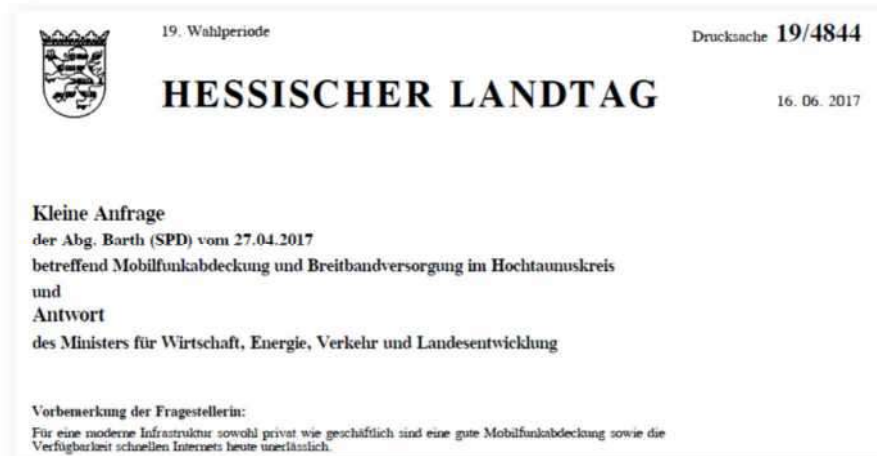 19. Wahlperiode
Drucksache 19/4844
HESSISCHER LANDTAG
16. 06. 2017
Kleine Anfrage
der Abg. Barth (SPD) vom 27.04.2017
betreffend Mobilfunkabdeckung und Breitbandversorgung im Hochtaunuskreis
und
Antwort
des Ministers für Wirtschaft, Energie, Verkehr und Landesentwicklung
Vorbemerkung der Fragestellerin:
Für eine moderne Infrastruktur sowohl privat wie geschäftlich sind eine gute Mobilfunkabdeckung sowie die
Verfügbarkeit schnellen Internets heute unerlässlich.